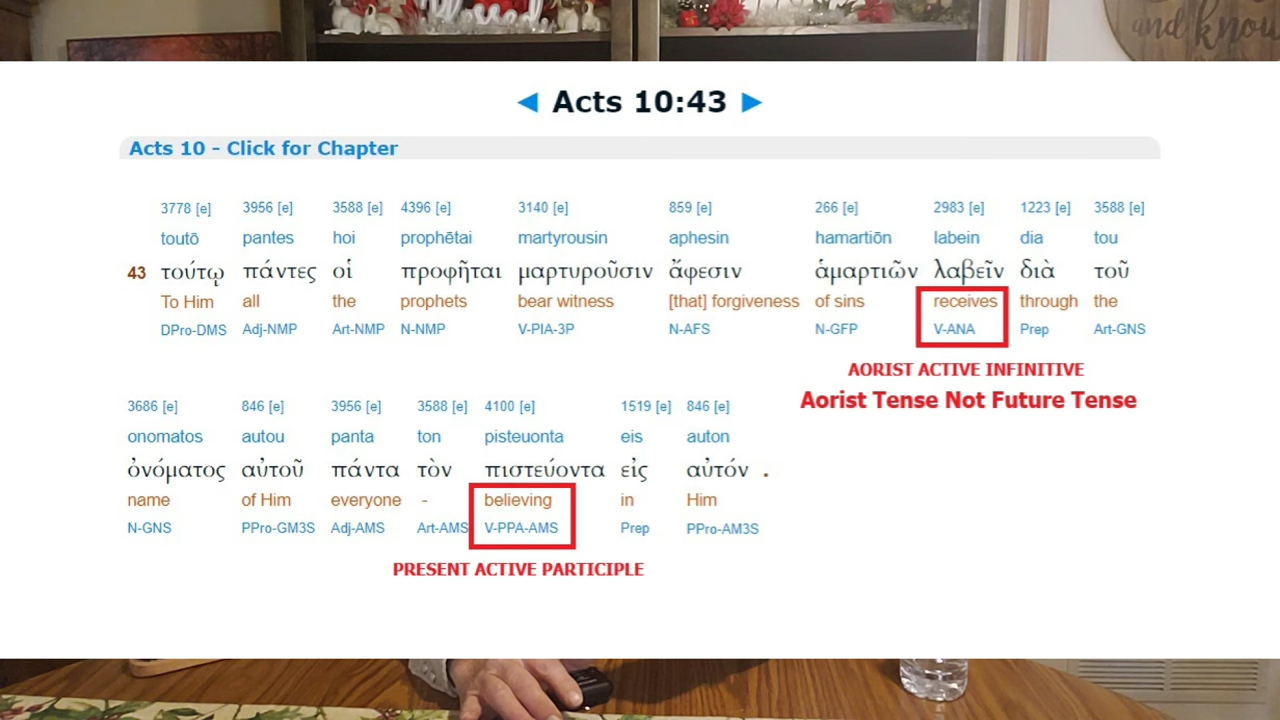 and know
◄ Acts 10:43 ►
Acts 10 - Click for Chapter
3778 [e] 3956 [e] 3588 [e] 4396 [e] 3140 [e] 859 [e] 266 [e] 2983 [e] 1223 [e] 3588 [e]
toutō pantes hoi prophētai martyrousin aphesin hamartiōn labein dia tou
43 τούτῳ πάντες οἱ προφῆται μαρτυροῦσιν ἄφεσιν ἁμαρτιῶν λαβεῖν διὰ τοῦ
To Him all the prophets bear witness [that] forgiveness of sins receives through the
DPro-DMS Adj-NMP Art-NMP N-NMP V-PIA-3P N-AFS N-GFP V-ANA Prep Art-GNS
AORIST ACTIVE INFINITIVE
Aorist Tense Not Future Tense
3686 [e] 846 [e] 3956 [e] 3588 [e] 4100 [e] 1519 [e] 846 [e]
onomatos autou panta ton pisteuonta eis auton
ὀνόματος αὐτοῦ πάντα τὸν πιστεύοντα εἰς αὐτόν .
name of Him everyone - believing in Him
N-GNS PPro-GM3S Adj-AMS Art-AMS V-PPA-AMS Prep PPro-AM3S
PRESENT ACTIVE PARTICIPLE